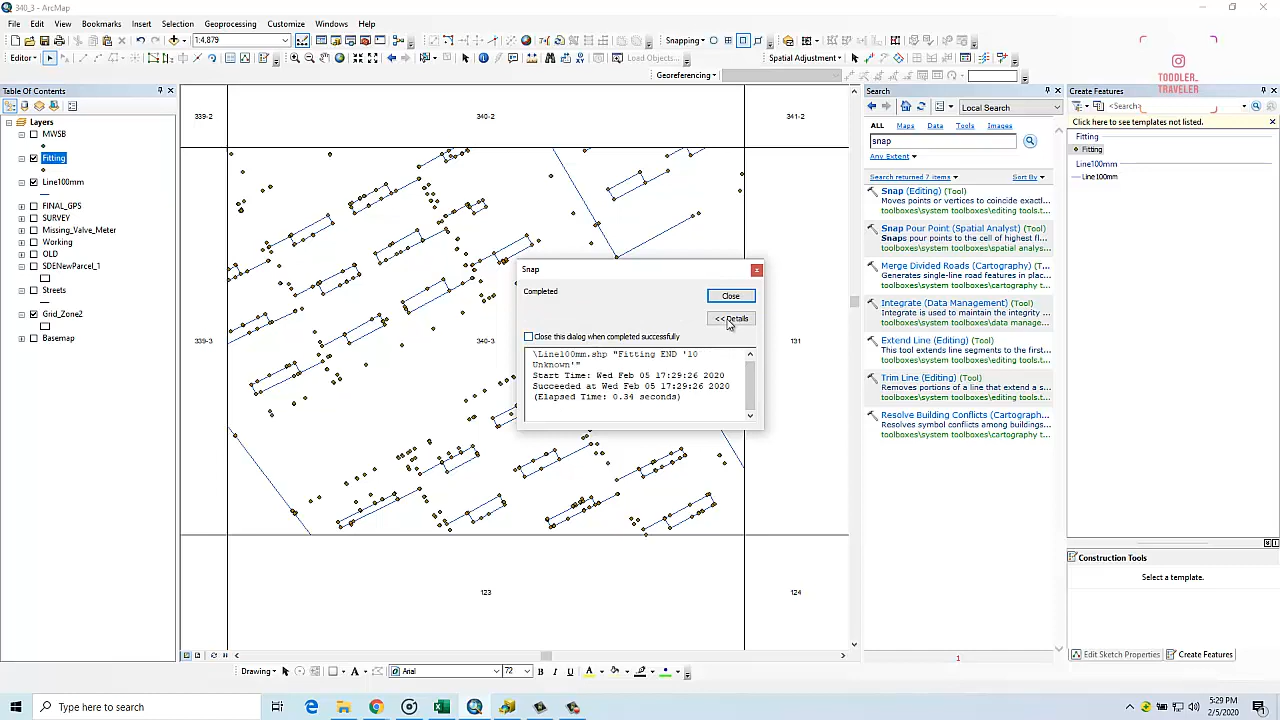 340_3 - ArcMap
File Edit View Bookmarks Insert Selection Geoprocessing Customize Windows Help
1:4,879
Snapping
Editor
Load Objects...
Spatial Adjustment
Georeferencing
TODDLER_
TRAVELER
Table Of Contents
Layers
MWSB
Fitting
Line100mm
FINAL_GPS
SURVEY
Missing_Valve_Meter
Working
OLD
SDENewParcel_1
Streets
Grid_Zone2
Basemap
339-2
340-2
341-2
339-3
340-3
131
123
124
Snap
Completed
Close
<< Details
Close this dialog when completed successfully
\Line100mm.shp "Fitting END '10
Unknown'"
Start Time: Wed Feb 05 17:29:26 2020
Succeeded at Wed Feb 05 17:29:26 2020
(Elapsed Time: 0.34 seconds)
Search
Local Search
ALL Maps Data Tools Images
snap
Any Extent
Search returned 7 items
Sort By
Snap (Editing) (Tool)
Moves points or vertices to coincide exactl...
toolboxes\system toolboxes\editing tools.t...
Snap Pour Point (Spatial Analyst) (Tool)
Snaps pour points to the cell of highest fl...
toolboxes\system toolboxes\spatial analys...
Merge Divided Roads (Cartography) (Tool)
Generates single-line road features in plac...
toolboxes\system toolboxes\cartography t...
Integrate (Data Management) (Tool)
Integrate is used to maintain the integrity ...
toolboxes\system toolboxes\data manage...
Extend Line (Editing) (Tool)
This tool extends line segments to the first...
toolboxes\system toolboxes\editing tools.t...
Trim Line (Editing) (Tool)
Removes portions of a line that extend a s...
toolboxes\system toolboxes\editing tools.t...
Resolve Building Conflicts (Cartograph...
Resolves symbol conflicts among buildings...
toolboxes\system toolboxes\cartography t...
1
Create Features
<Search>
Click here to see templates not listed.
Fitting
Fitting
Line100mm
Line100mm
Construction Tools
Select a template.
Edit Sketch Properties Create Features
Drawing
Arial
72
B I U A
Type here to search
5:29 PM
2/5/2020